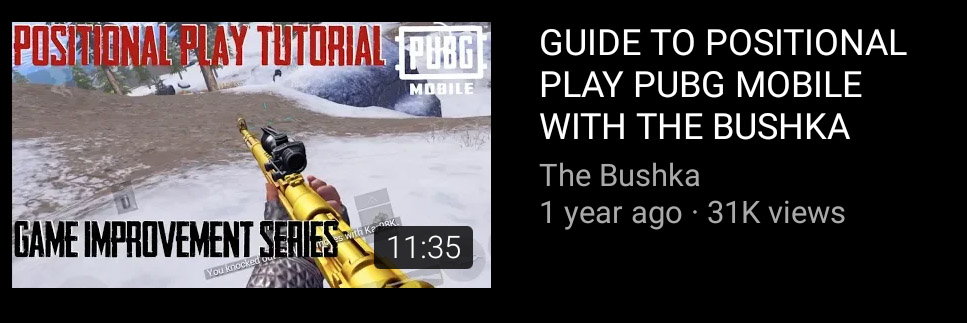 POSITIONAL PLAY TUTORIAL
PUBG
MOBILE
GAME IMPROVEMENT SERIES
You knocked out
with Kar98K
11:35
GUIDE TO POSITIONAL
PLAY PUBG MOBILE
WITH THE BUSHKA
The Bushka
1 year ago · 31K views